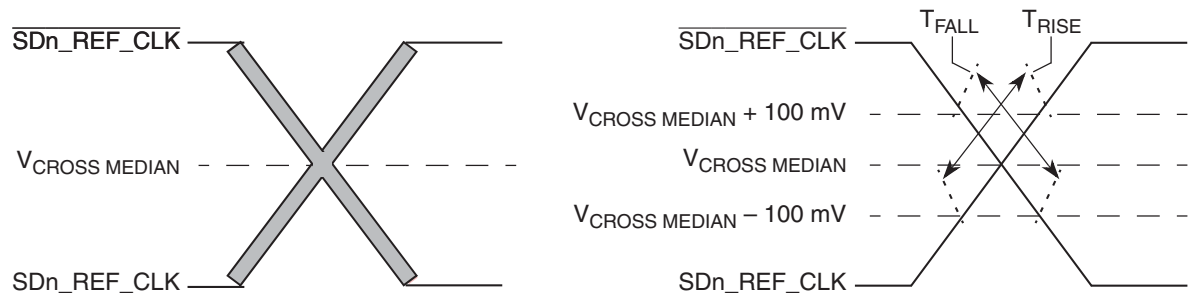 SDn_REF_CLK
V_CROSS MEDIAN
SDn_REF_CLK
T_FALL T_RISE
SDn_REF_CLK
V_CROSS MEDIAN + 100 mV
V_CROSS MEDIAN
V_CROSS MEDIAN – 100 mV
SDn_REF_CLK